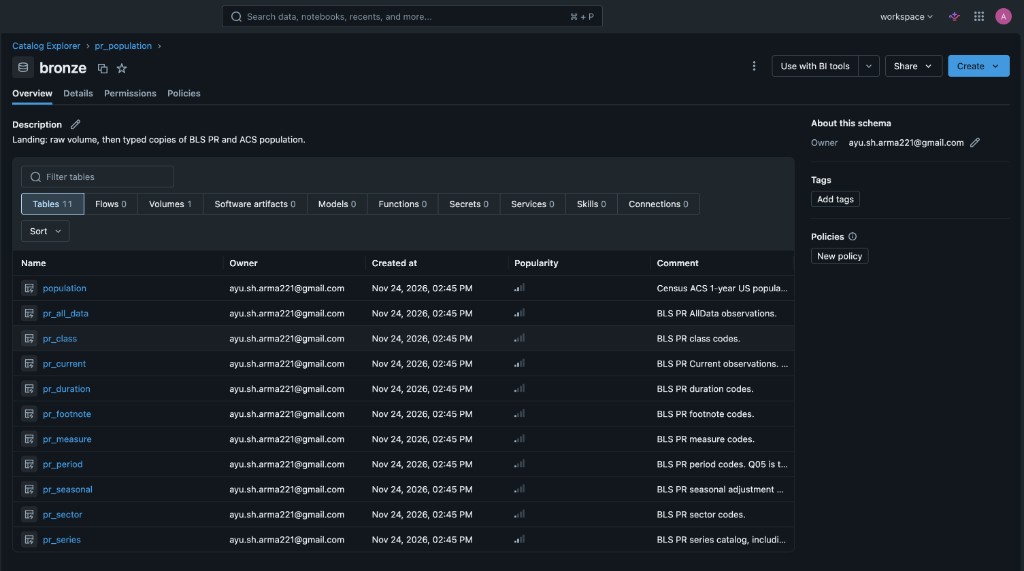 Search data, notebooks, recents, and more... ⌘ + P workspace A
Catalog Explorer › pr_population ›
bronze Use with BI tools Share Create
Overview Details Permissions Policies
Description
Landing: raw volume, then typed copies of BLS PR and ACS population.
Filter tables
Tables 11 Flows 0 Volumes 1 Software artifacts 0 Models 0 Functions 0 Secrets 0 Services 0 Skills 0 Connections 0
Sort
Name Owner Created at Popularity Comment
population ayu.sh.arma221@gmail.com Nov 24, 2026, 02:45 PM Census ACS 1-year US popula...
pr_all_data ayu.sh.arma221@gmail.com Nov 24, 2026, 02:45 PM BLS PR AllData observations.
pr_class ayu.sh.arma221@gmail.com Nov 24, 2026, 02:45 PM BLS PR class codes.
pr_current ayu.sh.arma221@gmail.com Nov 24, 2026, 02:45 PM BLS PR Current observations. ...
pr_duration ayu.sh.arma221@gmail.com Nov 24, 2026, 02:45 PM BLS PR duration codes.
pr_footnote ayu.sh.arma221@gmail.com Nov 24, 2026, 02:45 PM BLS PR footnote codes.
pr_measure ayu.sh.arma221@gmail.com Nov 24, 2026, 02:45 PM BLS PR measure codes.
pr_period ayu.sh.arma221@gmail.com Nov 24, 2026, 02:45 PM BLS PR period codes. Q05 is t...
pr_seasonal ayu.sh.arma221@gmail.com Nov 24, 2026, 02:45 PM BLS PR seasonal adjustment ...
pr_sector ayu.sh.arma221@gmail.com Nov 24, 2026, 02:45 PM BLS PR sector codes.
pr_series ayu.sh.arma221@gmail.com Nov 24, 2026, 02:45 PM BLS PR series catalog, includi...
About this schema
Owner ayu.sh.arma221@gmail.com
Tags
Add tags
Policies
New policy